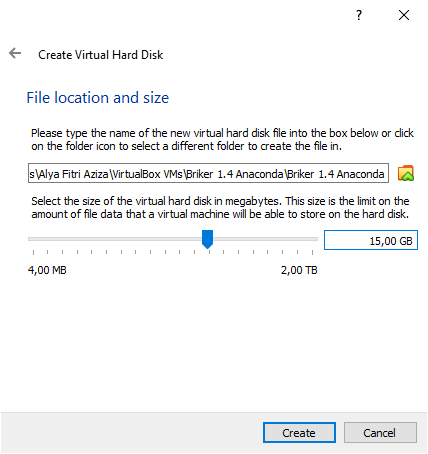 ?
Create Virtual Hard Disk
File location and size
Please type the name of the new virtual hard disk file into the box below or click
on the folder icon to select a different folder to create the file in.
s\Alya Fitri Aziza\VirtualBox VMs\Briker 1.4 Anaconda\Briker 1.4 Anaconda
Select the size of the virtual hard disk in megabytes. This size is the limit on the
amount of file data that a virtual machine will be able to store on the hard disk.
15,00 GB
4,00 MB 2,00 TB
Create Cancel